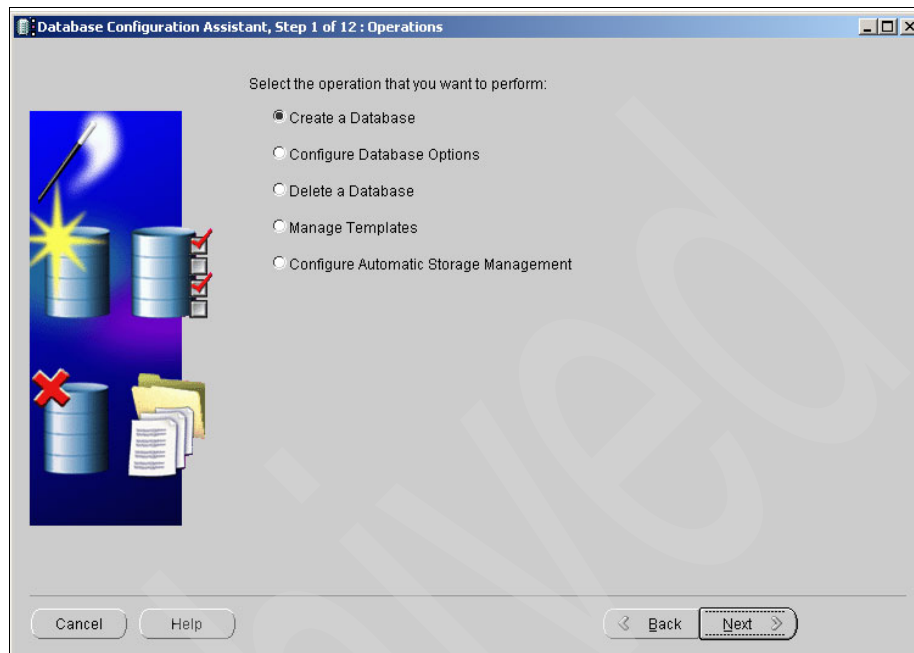 Database Configuration Assistant, Step 1 of 12 : Operations
Select the operation that you want to perform:
Create a Database
Configure Database Options
Delete a Database
Manage Templates
Configure Automatic Storage Management
Cancel
Help
Back
Next